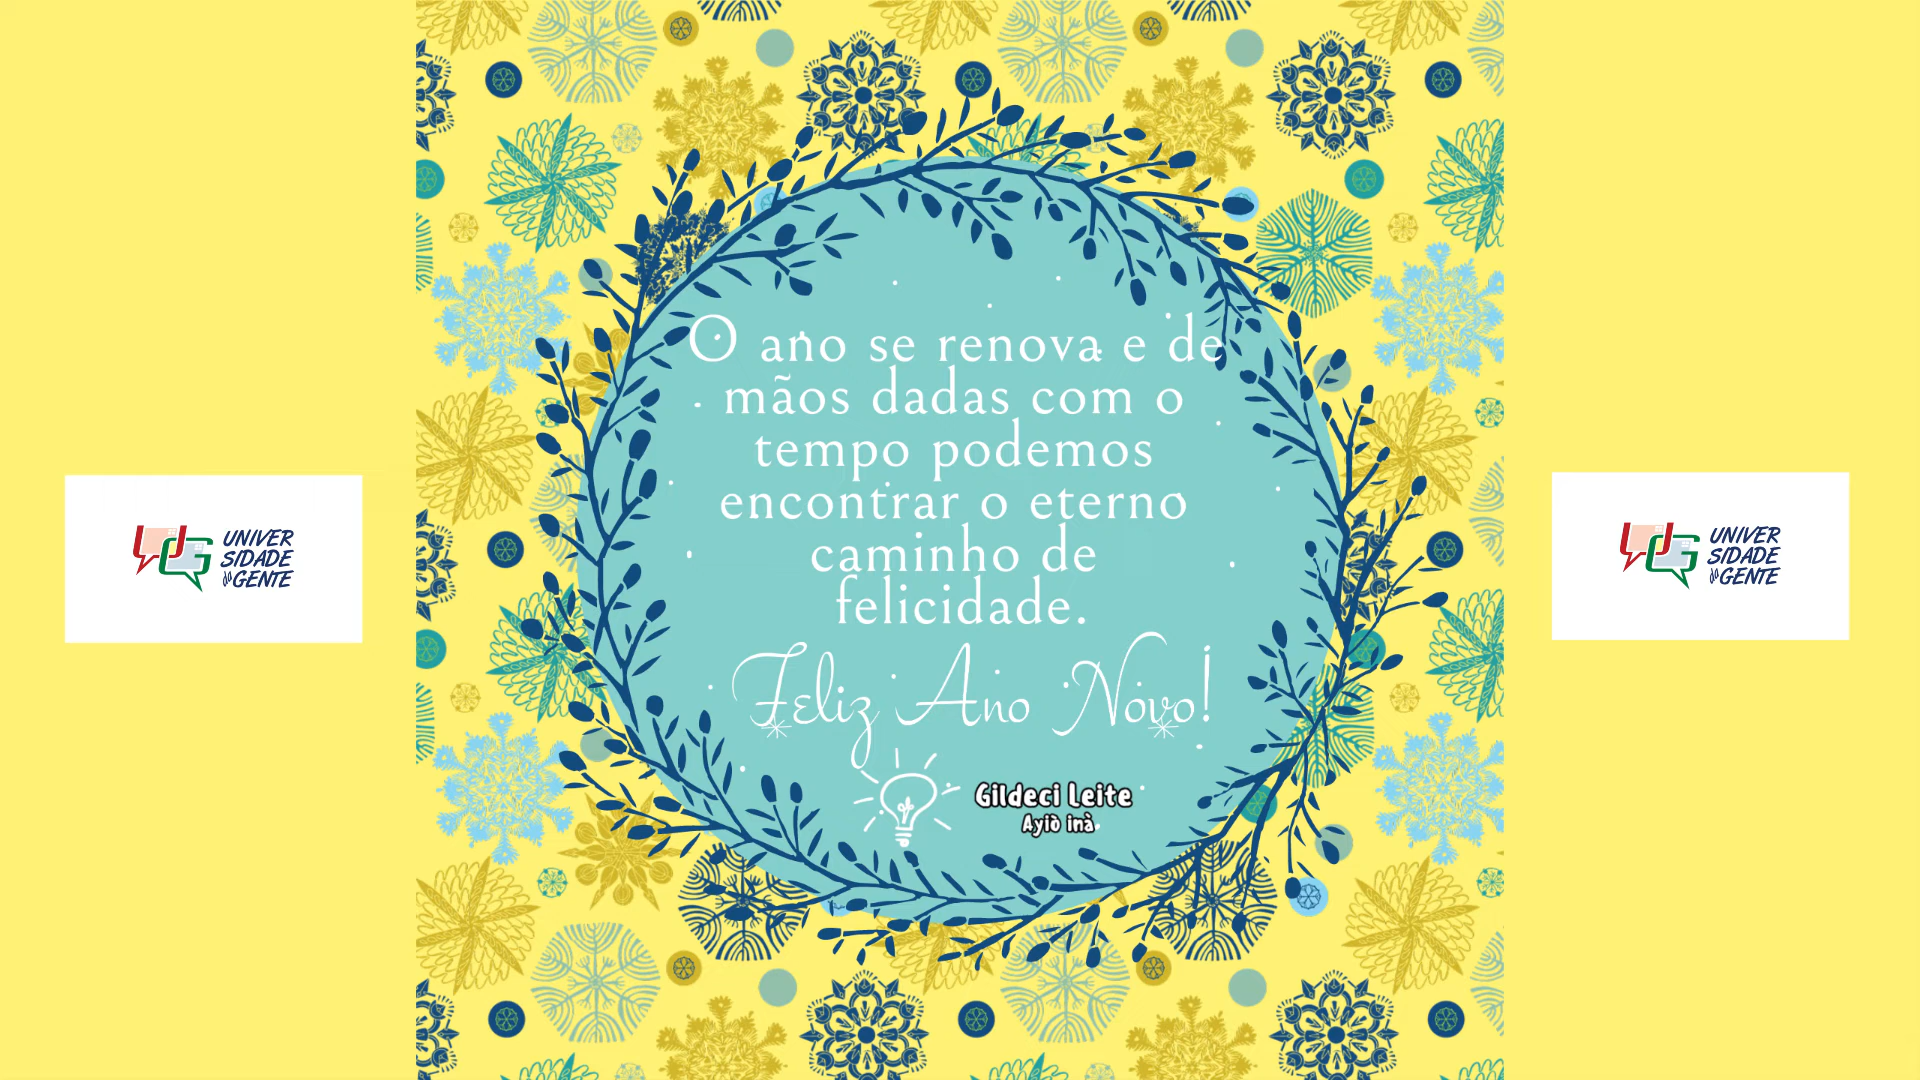 O ano se renova e de
mãos dadas com o
tempo podemos
encontrar o eterno
caminho de
felicidade.
Feliz Ano Novo!
Gildeci Leite
Ayiò inà
UNIVER
SIDADE
da GENTE
UNIVER
SIDADE
da GENTE